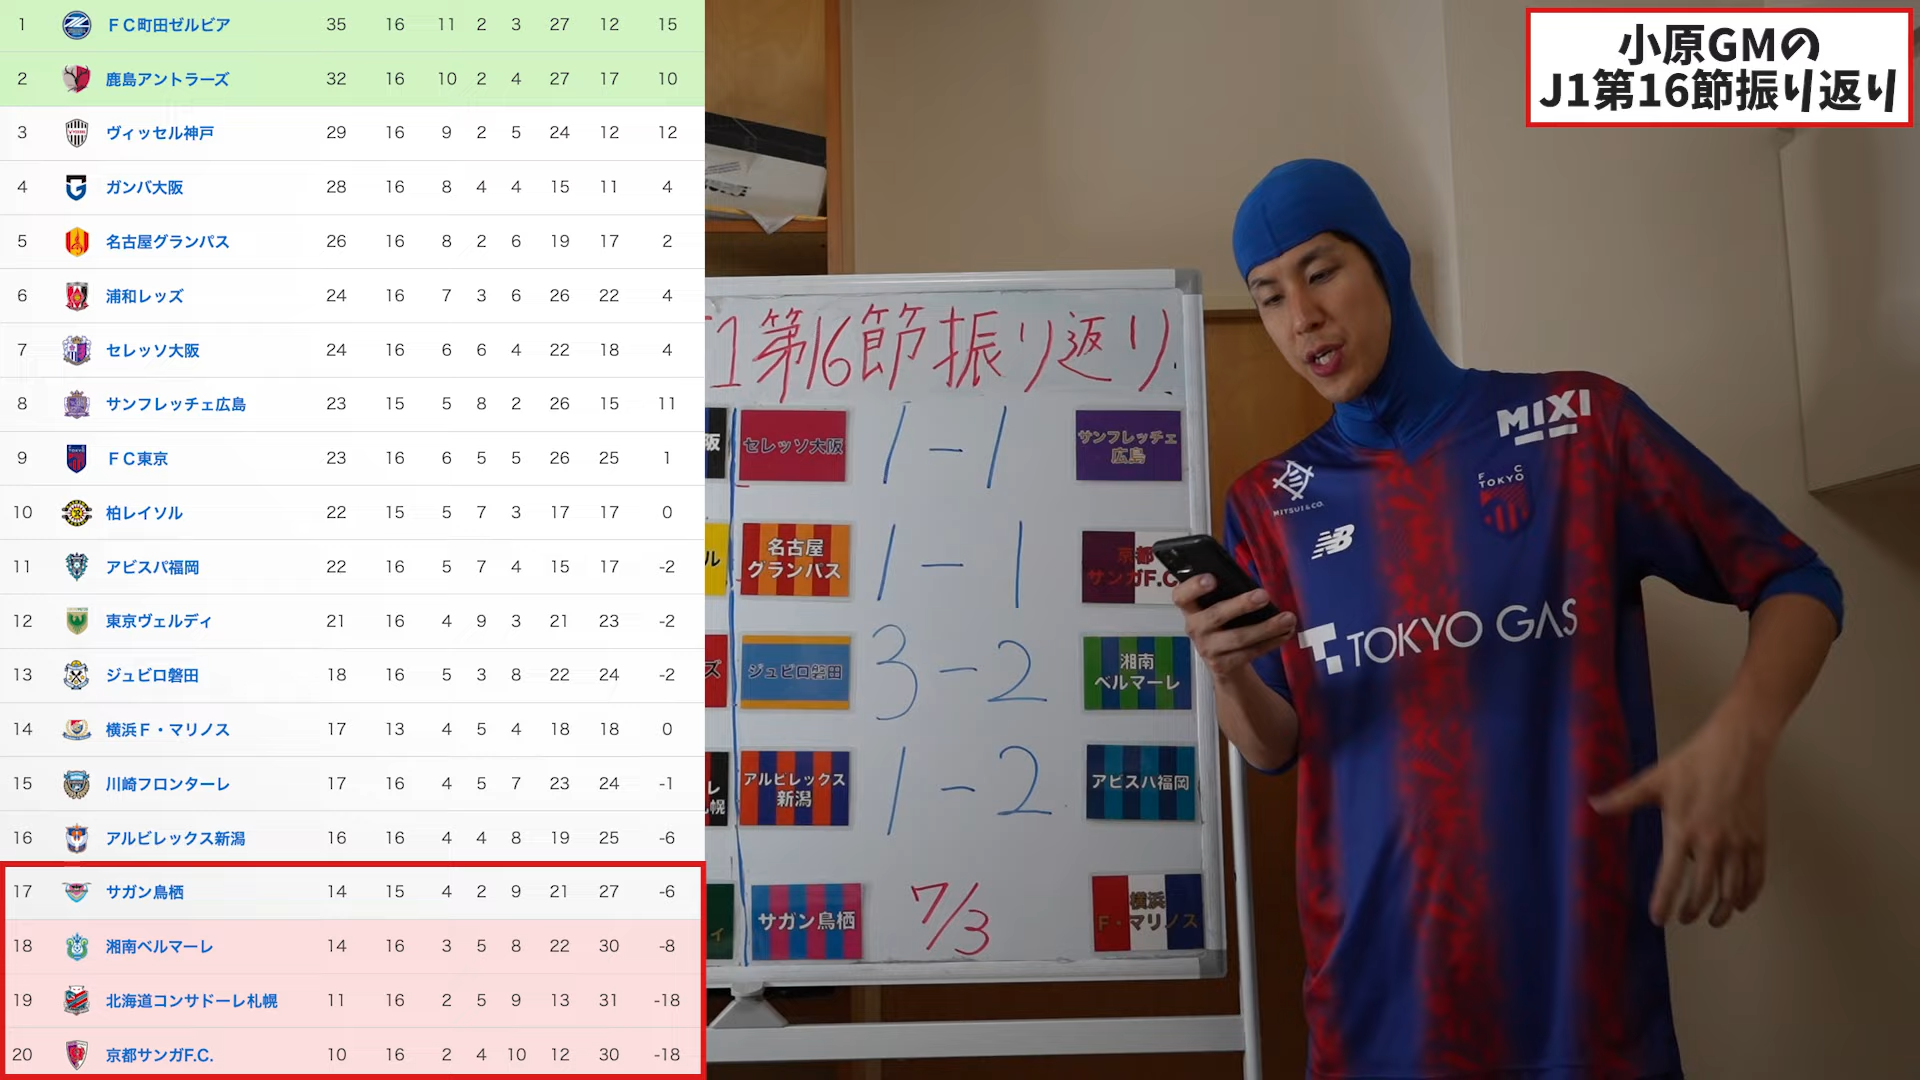 1 ＦＣ町田ゼルビア 35 16 11 2 3 27 12 15
2 鹿島アントラーズ 32 16 10 2 4 27 17 10
3 ヴィッセル神戸 29 16 9 2 5 24 12 12
4 ガンバ大阪 28 16 8 4 4 15 11 4
5 名古屋グランパス 26 16 8 2 6 19 17 2
6 浦和レッズ 24 16 7 3 6 26 22 4
7 セレッソ大阪 24 16 6 6 4 22 18 4
8 サンフレッチェ広島 23 15 5 8 2 26 15 11
9 ＦＣ東京 23 16 6 5 5 26 25 1
10 柏レイソル 22 15 5 7 3 17 17 0
11 アビスパ福岡 22 16 5 7 4 15 17 -2
12 東京ヴェルディ 21 16 4 9 3 21 23 -2
13 ジュビロ磐田 18 16 5 3 8 22 24 -2
14 横浜Ｆ・マリノス 17 13 4 5 4 18 18 0
15 川崎フロンターレ 17 16 4 5 7 23 24 -1
16 アルビレックス新潟 16 16 4 4 8 19 25 -6
17 サガン鳥栖 14 15 4 2 9 21 27 -6
18 湘南ベルマーレ 14 16 3 5 8 22 30 -8
19 北海道コンサドーレ札幌 11 16 2 5 9 13 31 -18
20 京都サンガF.C. 10 16 2 4 10 12 30 -18
小原GMの
J1第16節振り返り
J1第16節振り返り
阪
セレッソ大阪 1-1 サンフレッチェ
広島
ル
名古屋
グランパス 1-1 京都
サンガF.C
ズ
ジュビロ磐田 3-2 湘南
ベルマーレ
レ
札幌
アルビレックス
新潟 1-2 アビスパ福岡
ィ
サガン鳥栖 7/3 横浜
F・マリノス
MIXI
MITSUI&CO.
F C
TOKYO
NB
TOKYO GAS